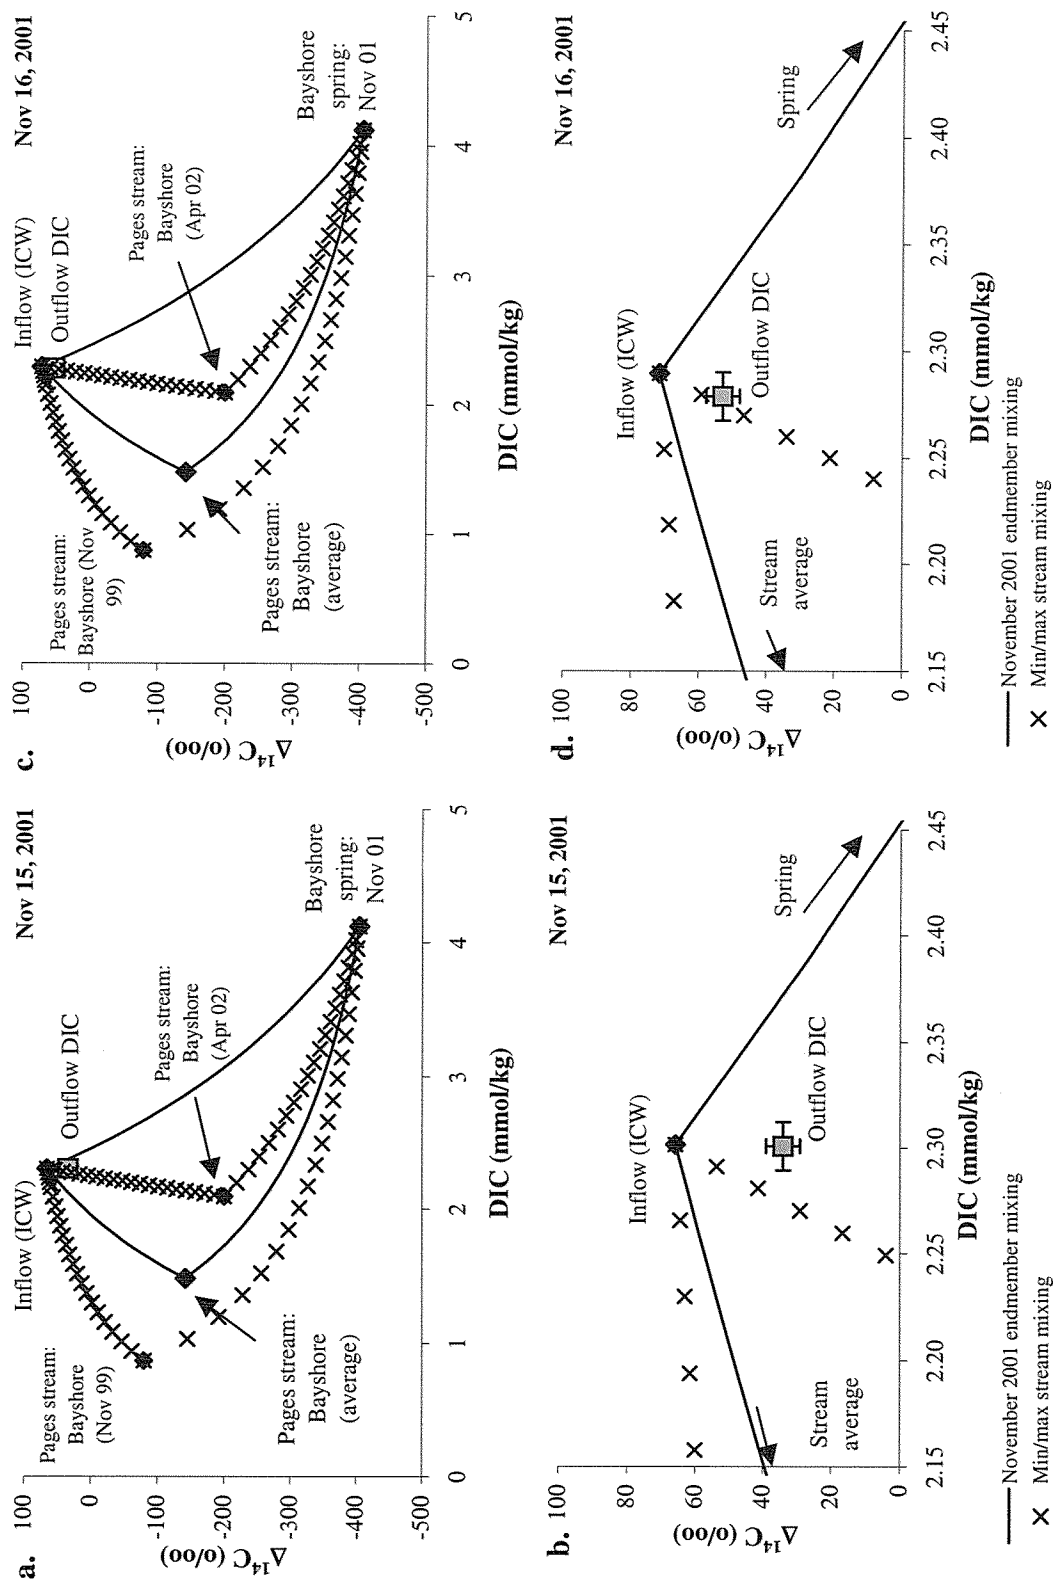 a.
Nov 15, 2001
100
0
-100
-200
-300
-400
-500
Δ¹⁴C (o/oo)
0
1
2
3
4
5
DIC (mmol/kg)
Inflow (ICW)
Outflow DIC
Pages stream:
Bayshore
(Nov 99)
Pages stream:
Bayshore
(Apr 02)
Pages stream:
Bayshore
(average)
Bayshore
spring:
Nov 01
c.
Nov 16, 2001
100
0
-100
-200
-300
-400
-500
Δ¹⁴C (o/oo)
0
1
2
3
4
5
DIC (mmol/kg)
Inflow (ICW)
Outflow DIC
Pages stream:
Bayshore (Nov
99)
Pages stream:
Bayshore
(Apr 02)
Pages stream:
Bayshore
(average)
Bayshore
spring:
Nov 01
b.
Nov 15, 2001
100
80
60
40
20
0
Δ¹⁴C (o/oo)
2.15
2.20
2.25
2.30
2.35
2.40
2.45
DIC (mmol/kg)
Inflow (ICW)
Outflow DIC
Stream
average
Spring
November 2001 endmember mixing
× Min/max stream mixing
d.
Nov 16, 2001
100
80
60
40
20
0
Δ¹⁴C (o/oo)
2.15
2.20
2.25
2.30
2.35
2.40
2.45
DIC (mmol/kg)
Inflow (ICW)
Outflow DIC
Stream
average
Spring
November 2001 endmember mixing
× Min/max stream mixing